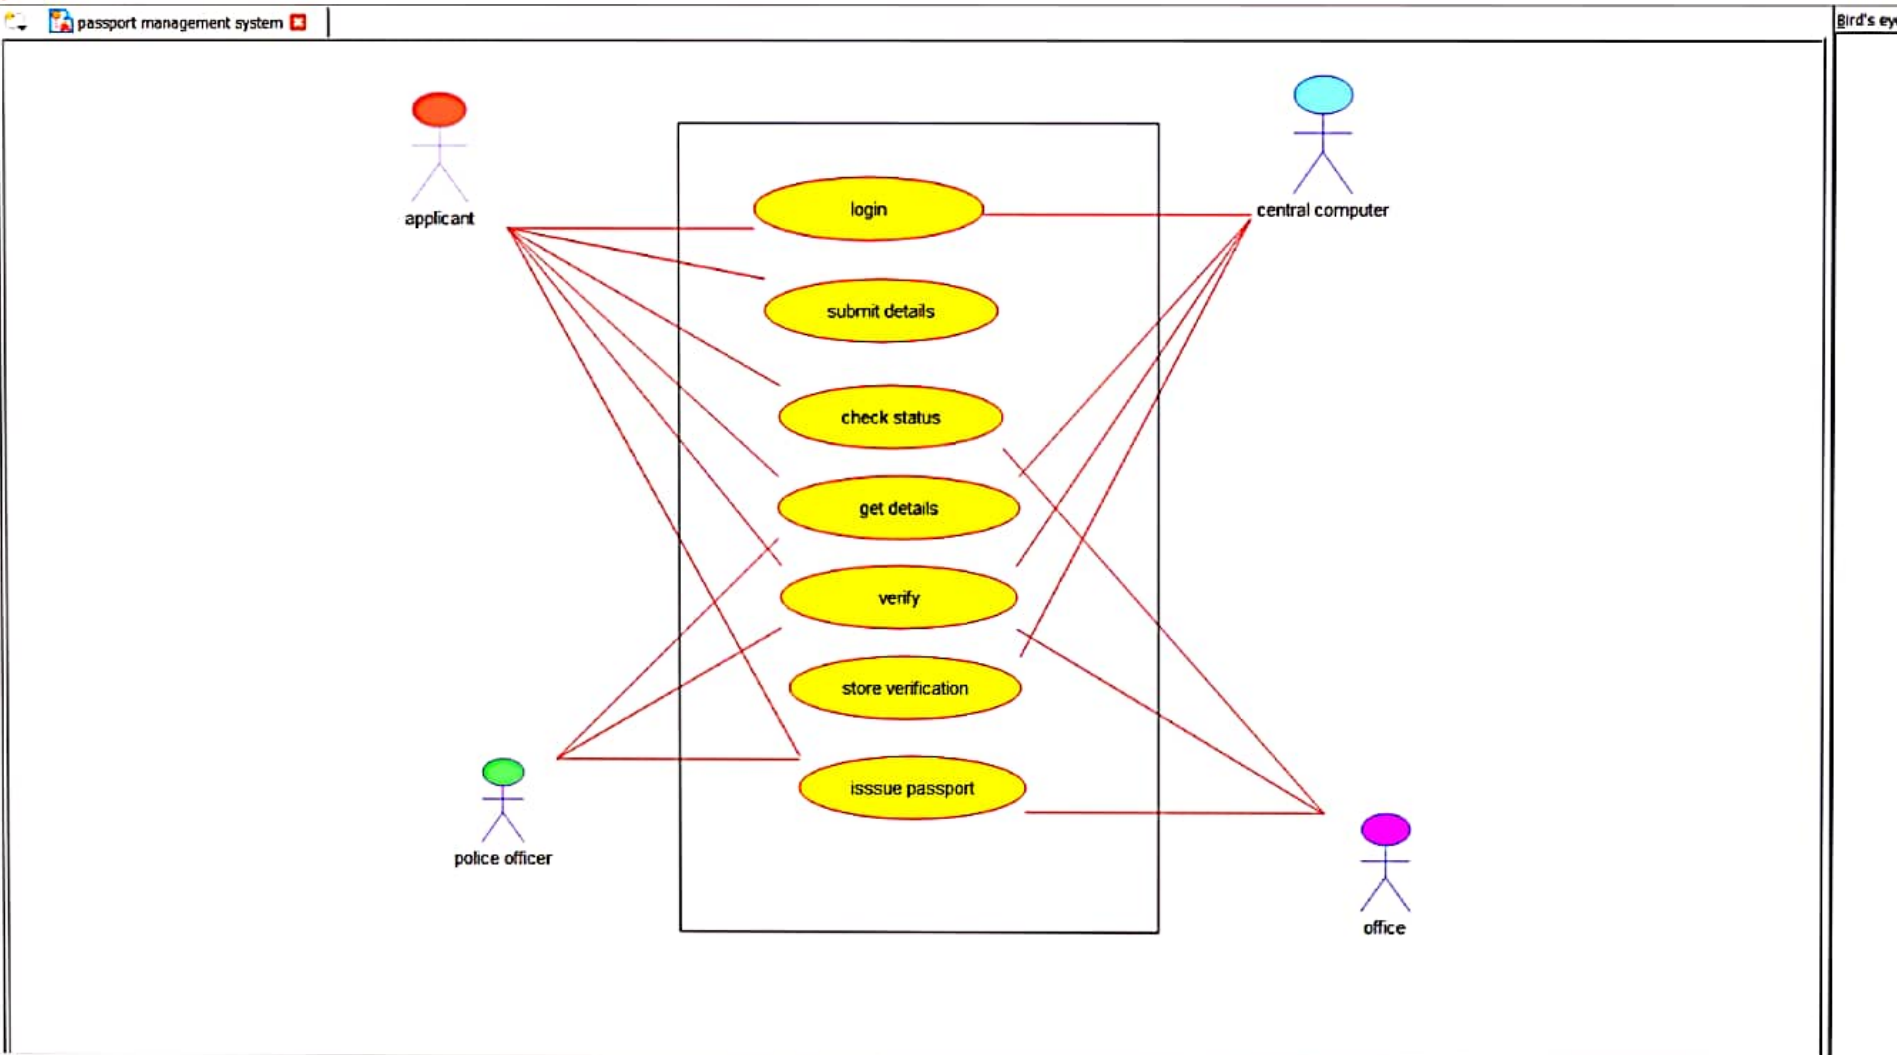 passport management system
Bird's eye
applicant
central computer
login
submit details
check status
get details
verify
store verification
isssue passport
police officer
office